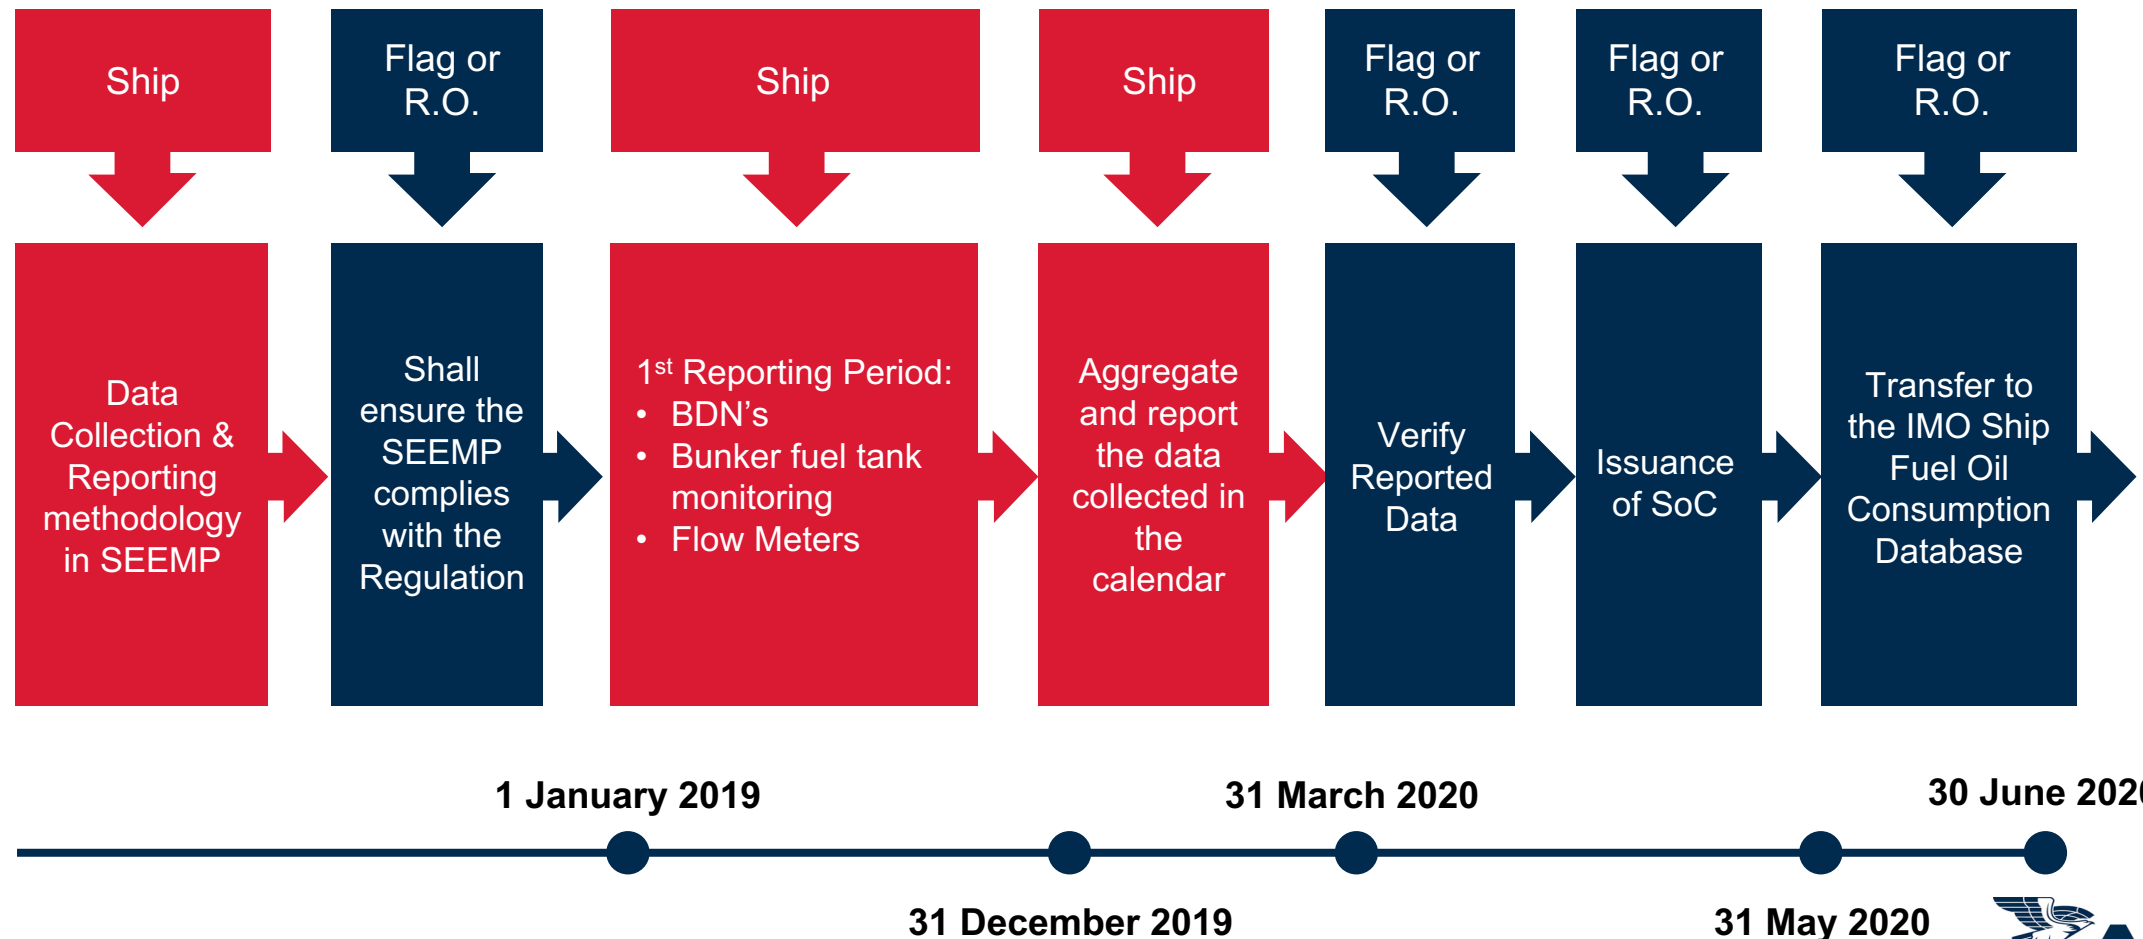 Ship
Flag or
R.O.
Ship
Ship
Flag or
R.O.
Flag or
R.O.
Flag or
R.O.
Data
Collection &
Reporting
methodology
in SEEMP
Shall
ensure the
SEEMP
complies
with the
Regulation
1st Reporting Period:
• BDN's
• Bunker fuel tank
monitoring
• Flow Meters
Aggregate
and report
the data
collected in
the
calendar
Verify
Reported
Data
Issuance
of SoC
Transfer to
the IMO Ship
Fuel Oil
Consumption
Database
1 January 2019
31 March 2020
30 June 2020
31 December 2019
31 May 2020